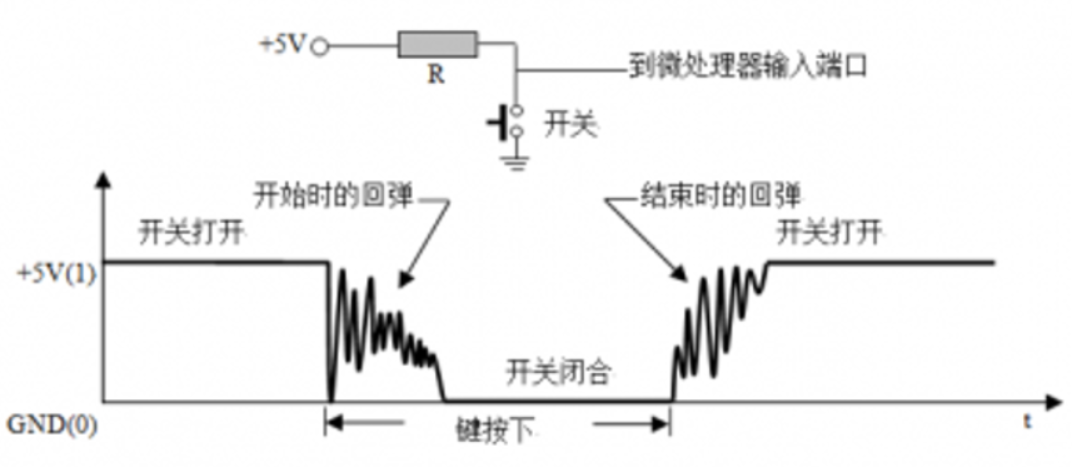 +5V
R
到微处理器输入端口
开关
开始时的回弹
结束时的回弹
开关打开
开关打开
+5V(1)
开关闭合
GND(0)
键按下
t